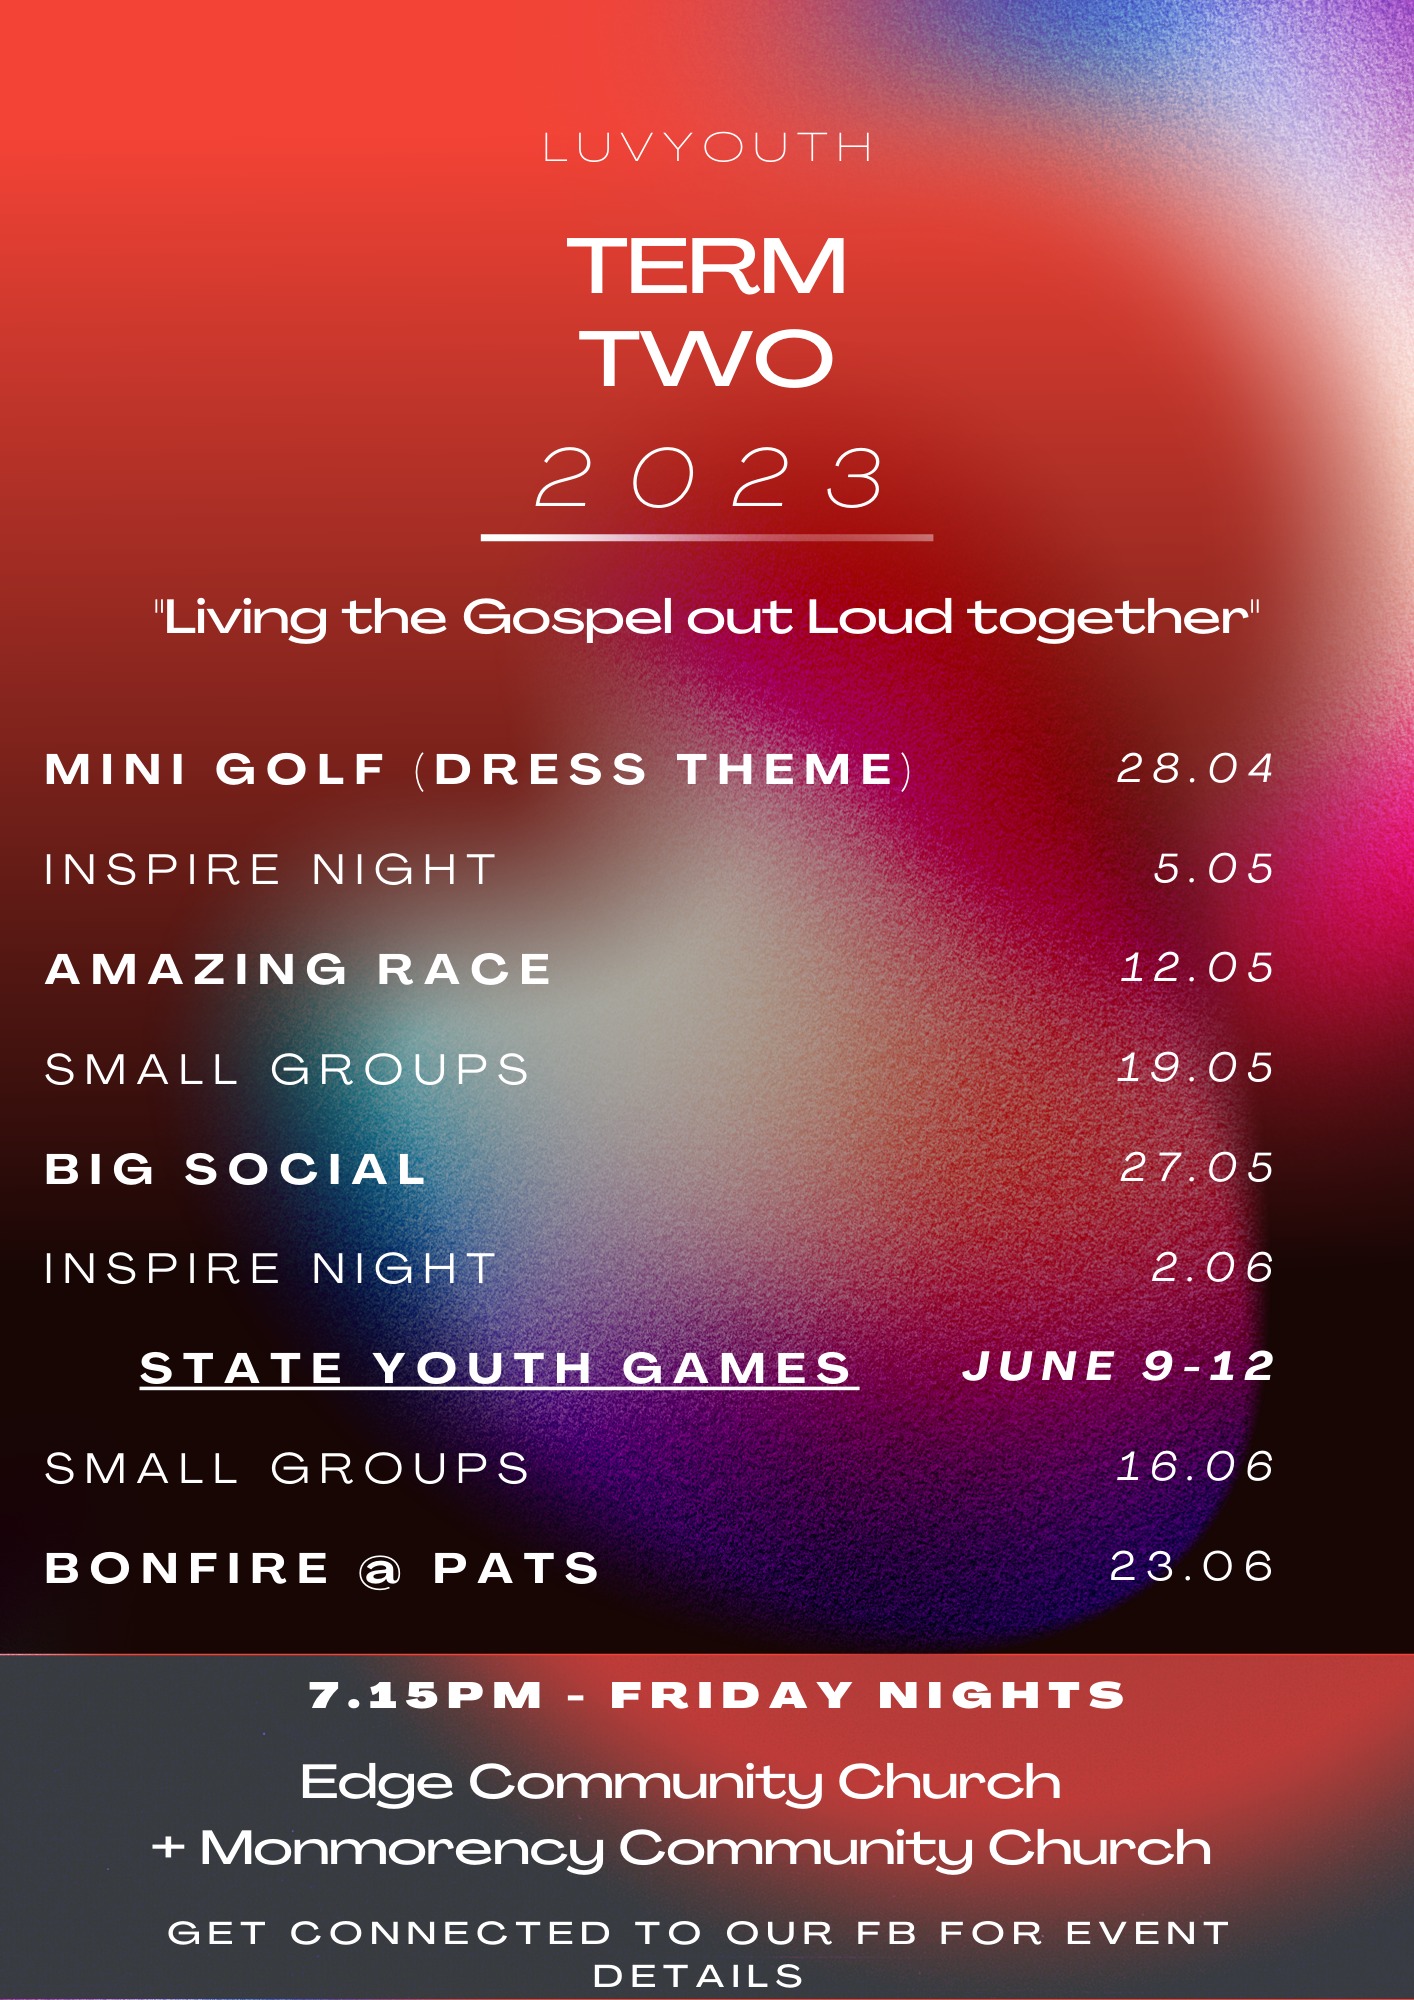 LUVYOUTH
TERM
TWO
2023
"Living the Gospel out Loud together"
MINI GOLF (DRESS THEME) 28.04
INSPIRE NIGHT 5.05
AMAZING RACE 12.05
SMALL GROUPS 19.05
BIG SOCIAL 27.05
INSPIRE NIGHT 2.06
STATE YOUTH GAMES JUNE 9-12
SMALL GROUPS 16.06
BONFIRE @ PATS 23.06
7.15PM - FRIDAY NIGHTS
Edge Community Church
+ Monmorency Community Church
GET CONNECTED TO OUR FB FOR EVENT
DETAILS